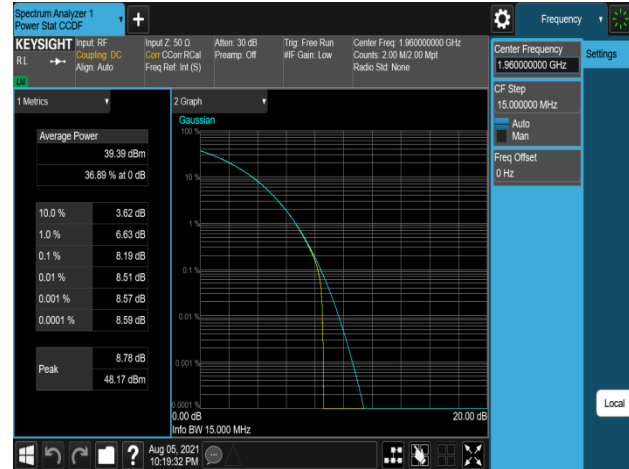 Spectrum Analyzer 1
Power Stat CCDF
+
Frequency
KEYSIGHT
RL
LM
Input: RF
Coupling: DC
Align: Auto
Input Z: 50 Ω
Corr CCorr RCal
Freq Ref: Int (S)
Atten: 30 dB
Preamp: Off
Trig: Free Run
#IF Gain: Low
Center Freq: 1.960000000 GHz
Counts: 2.00 M/2.00 Mpt
Radio Std: None
Center Frequency
1.960000000 GHz
Settings
CF Step
15.000000 MHz
Auto
Man
Freq Offset
0 Hz
Local
1 Metrics
Average Power
39.39 dBm
36.89 % at 0 dB
10.0 % 3.62 dB
1.0 % 6.63 dB
0.1 % 8.19 dB
0.01 % 8.51 dB
0.001 % 8.57 dB
0.0001 % 8.59 dB
Peak 8.78 dB
48.17 dBm
2 Graph
Gaussian
100 %
10 %
1 %
0.1 %
0.01 %
0.001 %
0.0001 %
0.00 dB 20.00 dB
Info BW 15.000 MHz
?
Aug 05, 2021
10:19:32 PM